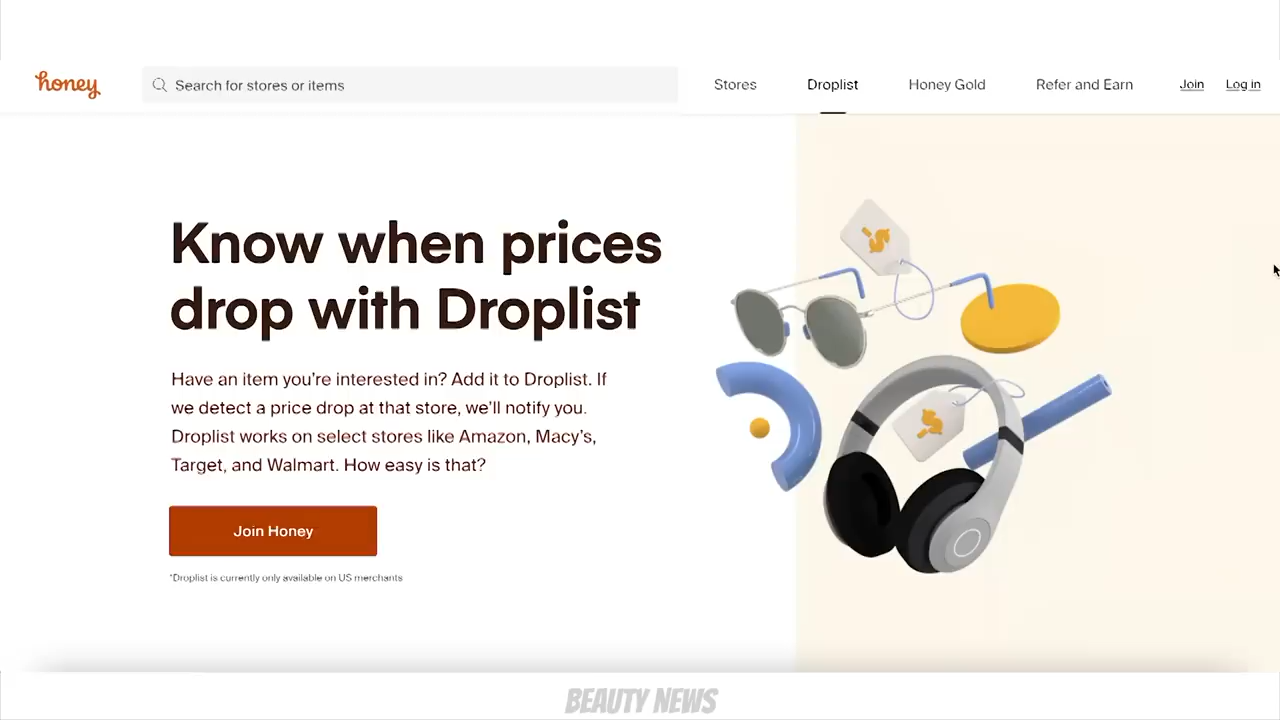 honey
Search for stores or items
Stores
Droplist
Honey Gold
Refer and Earn
Join
Log in
Know when prices
drop with Droplist
Have an item you're interested in? Add it to Droplist. If
we detect a price drop at that store, we'll notify you.
Droplist works on select stores like Amazon, Macy's,
Target, and Walmart. How easy is that?
Join Honey
*Droplist is currently only available on US merchants
$
$
BEAUTY NEWS